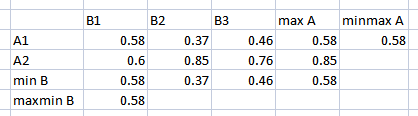 B1 B2 B3 max A minmax A
A1 0.58 0.37 0.46 0.58 0.58
A2 0.6 0.85 0.76 0.85
min B 0.58 0.37 0.46 0.58
maxmin B 0.58